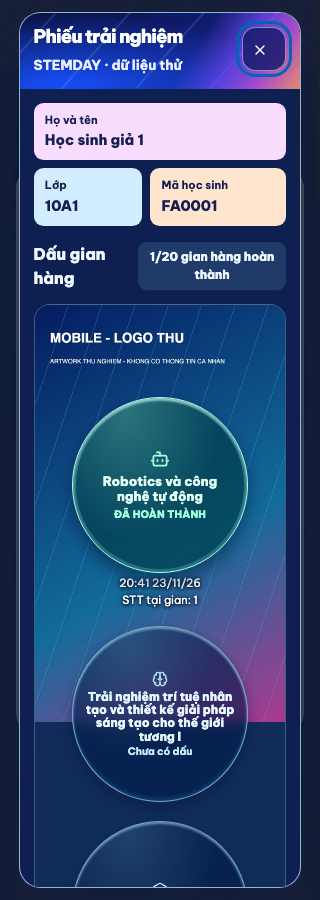 Phiếu trải nghiệm
STEMDAY · dữ liệu thử
Họ và tên
Học sinh giả 1
Lớp
10A1
Mã học sinh
FA0001
Dấu gian
hàng
1/20 gian hàng hoàn
thành
MOBILE - LOGO THU
ARTWORK THU NGHIEM - KHONG CO THONG TIN CA NHAN
Robotics và công
nghệ tự động
ĐÃ HOÀN THÀNH
20:41 23/11/26
STT tại gian: 1
Trải nghiệm trí tuệ nhân
tạo và thiết kế giải pháp
sáng tạo cho thế giới
tương l
Chưa có dấu